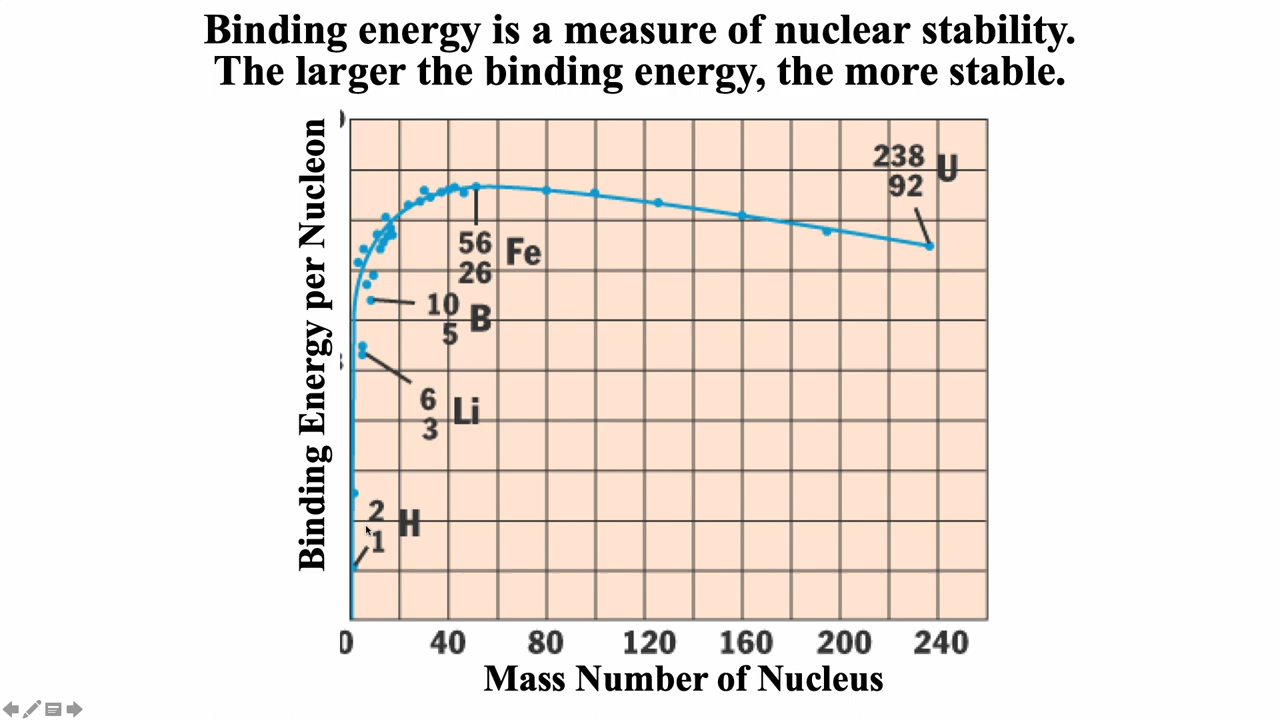 Binding energy is a measure of nuclear stability.
The larger the binding energy, the more stable.
Binding Energy per Nucleon
238
92
U
56
26
Fe
10
5
B
6
3
Li
2
1
H
0
40
80
120
160
200
240
Mass Number of Nucleus